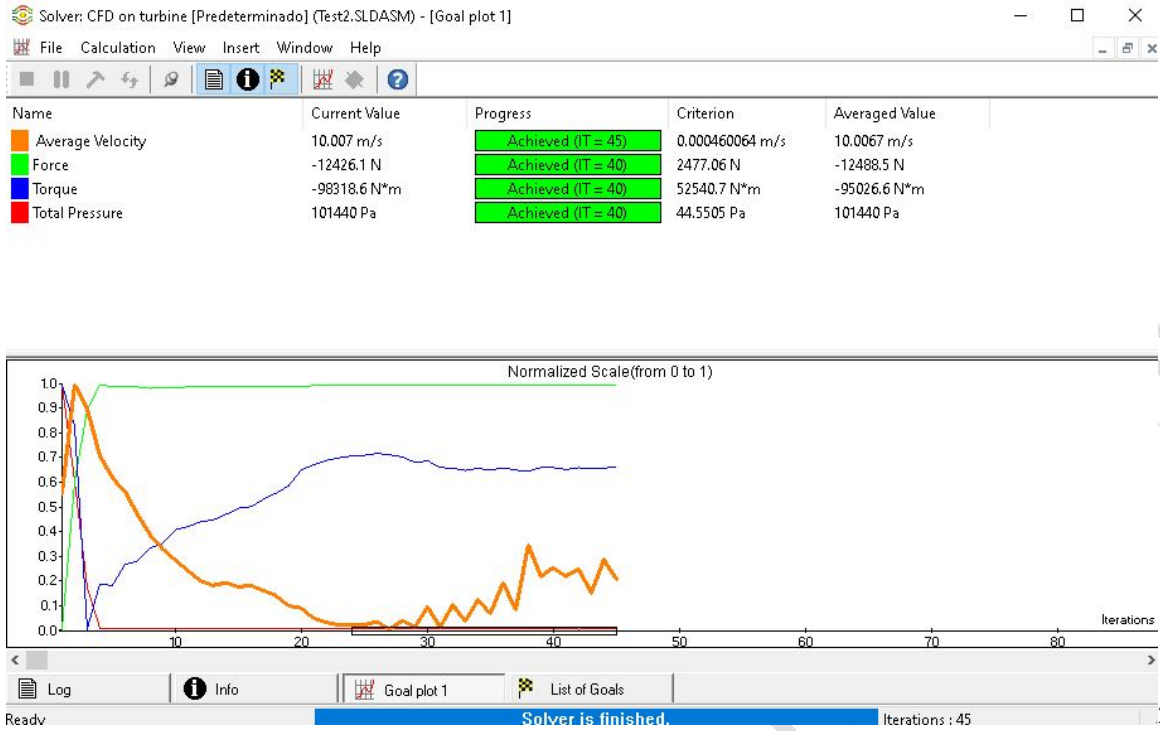 Solver: CFD on turbine [Predeterminado] (Test2.SLDASM) - [Goal plot 1]
File Calculation View Insert Window Help
Name Current Value Progress Criterion Averaged Value
Average Velocity 10.007 m/s Achieved (IT = 45) 0.000460064 m/s 10.0067 m/s
Force -12426.1 N Achieved (IT = 40) 2477.06 N -12488.5 N
Torque -98318.6 N*m Achieved (IT = 40) 52540.7 N*m -95026.6 N*m
Total Pressure 101440 Pa Achieved (IT = 40) 44.5505 Pa 101440 Pa
Normalized Scale(from 0 to 1)
1.0
0.9
0.8
0.7
0.6
0.5
0.4
0.3
0.2
0.1
0.0
Iterations
10 20 30 40 50 60 70 80
Log Info Goal plot 1 List of Goals
Ready Solver is finished. Iterations : 45